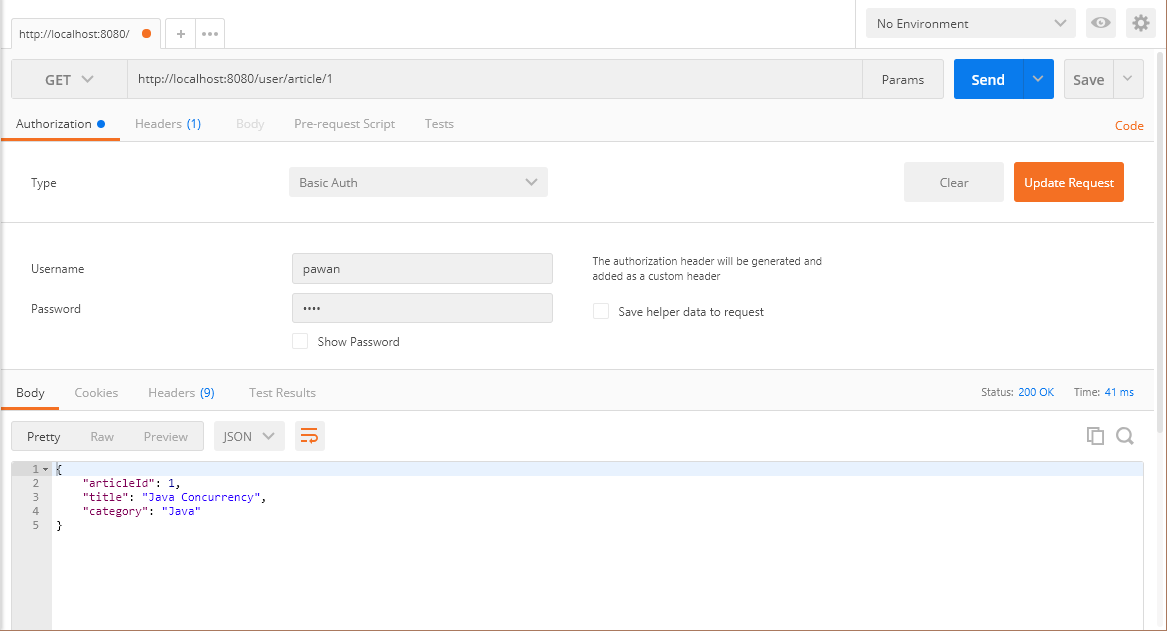 http://localhost:8080/ + ••• No Environment
GET http://localhost:8080/user/article/1 Params Send Save
Authorization Headers (1) Body Pre-request Script Tests Code
Type Basic Auth Clear Update Request
Username pawan The authorization header will be generated and
added as a custom header
Password •••• Save helper data to request
Show Password
Body Cookies Headers (9) Test Results Status: 200 OK Time: 41 ms
Pretty Raw Preview JSON
1 {
2 "articleId": 1,
3 "title": "Java Concurrency",
4 "category": "Java"
5 }